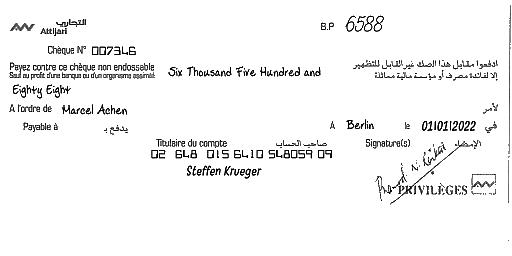 التجاري
Attijari
B.P 6588
Chèque N° 007346
Payez contre ce chèque non endossable
Sauf au profit d'une banque ou d'un organisme assimilé
Six Thousand Five Hundred and
ادفعوا مقابل هذا الصك غير القابل للتظهير
إلا لفائدة مصرف أو مؤسسة مالية مماثلة
Eighty Eight
A l'ordre de Marcel Achen
لأمر
Payable à يدفع بـ
A Berlin le 01/01/2022 في
Titulaire du compte صاحب الحساب
Signature(s) الإمضاء
02 648 015 6410 548059 09
Steffen Krueger
PRIVILÈGES